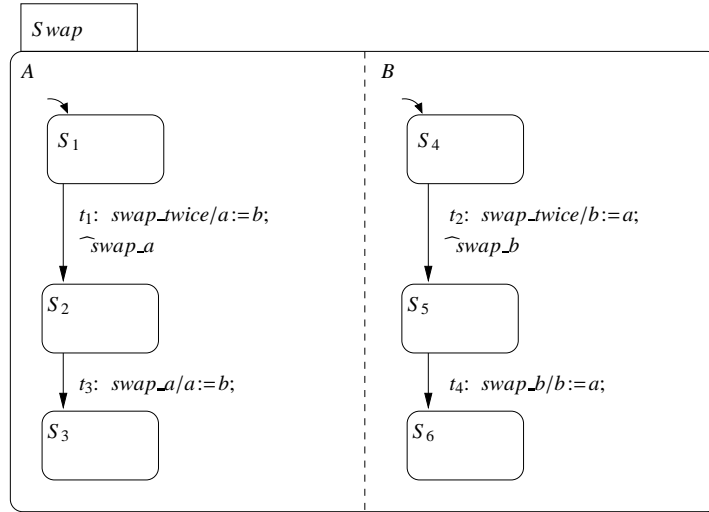 Swap
A
B
S1
S4
t1: swap_twice/a:=b;
^swap_a
t2: swap_twice/b:=a;
^swap_b
S2
S5
t3: swap_a/a:=b;
t4: swap_b/b:=a;
S3
S6